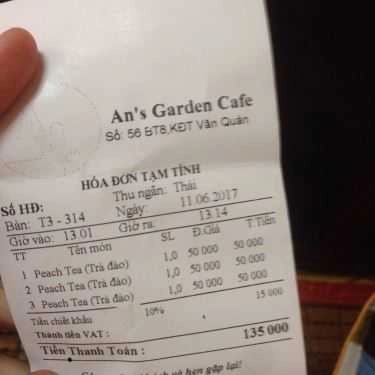 An's Garden Cafe
Số: 56 BT8,KĐT Văn Quán
HÓA ĐƠN TẠM TÍNH
Số HĐ: Thu ngân: Thái
Bàn: T3 - 314 Ngày: 11.06.2017
Giờ vào: 13.01 Giờ ra: 13.14
TT Tên món SL Đ.Giá T.Tiền
1 Peach Tea (Trà đào) 1,0 50 000 50 000
2 Peach Tea (Trà đào) 1,0 50 000 50 000
3 Peach Tea (Trà đào) 1,0 50 000 50 000
Tiền chiết khấu 10% 15 000
Thành tiền VAT :
Tiền Thanh Toán : 135 000
và hẹn gặp lại!